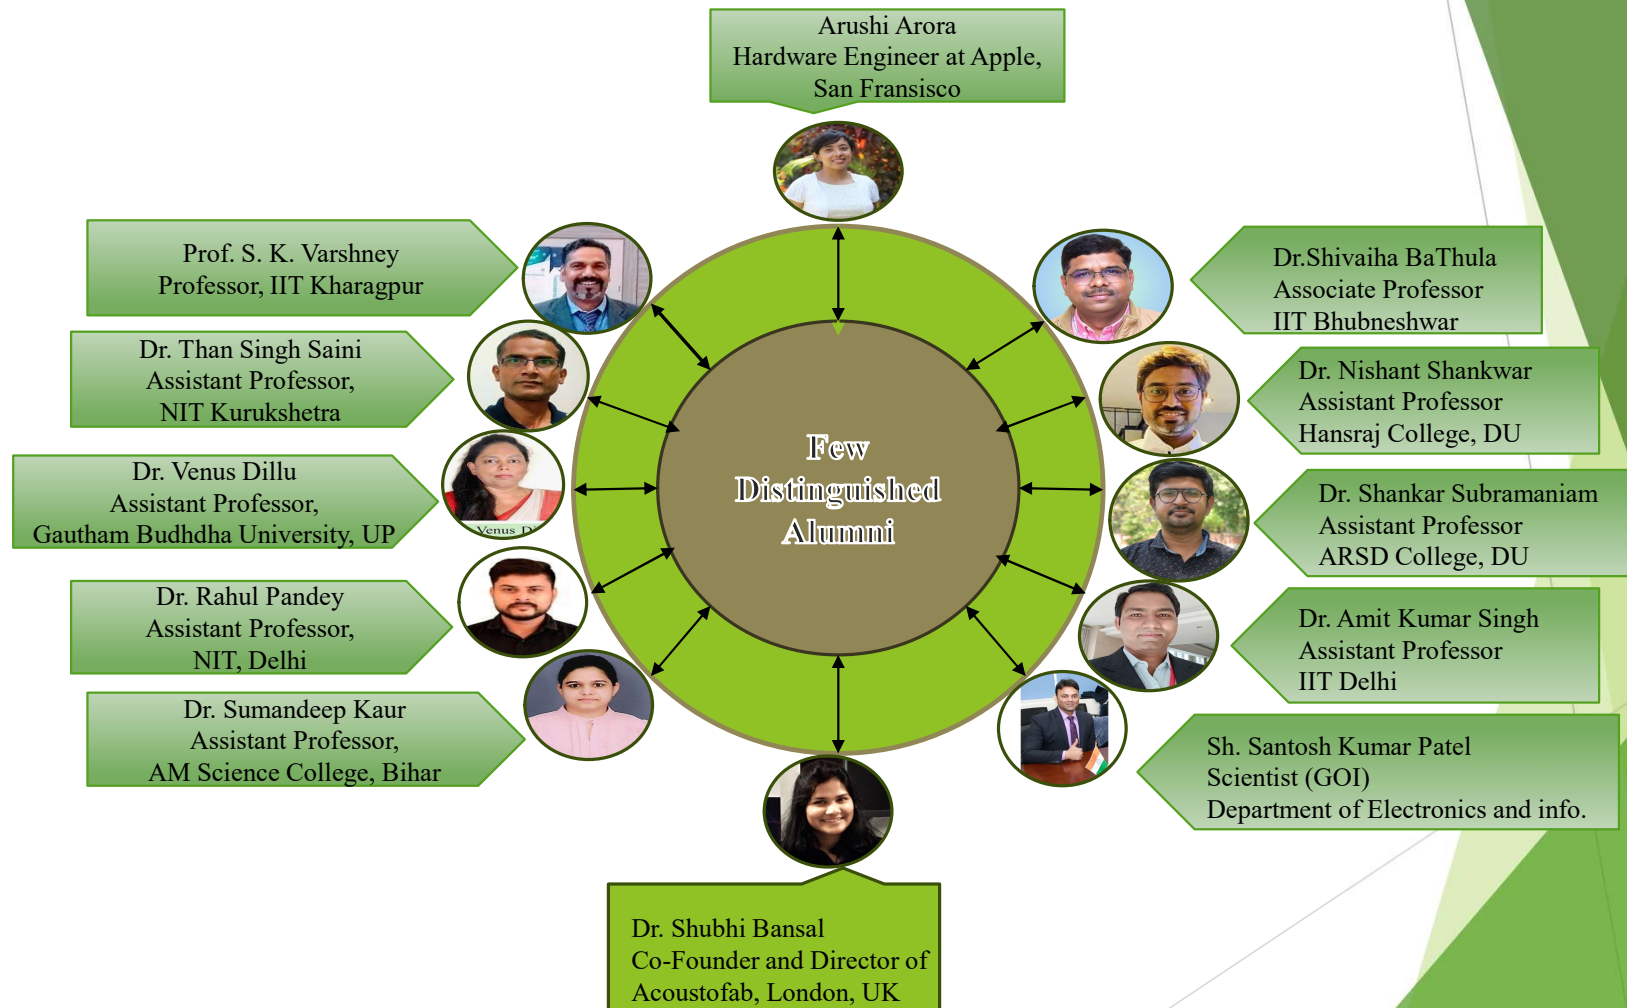 Arushi Arora
Hardware Engineer at Apple,
San Fransisco
Prof. S. K. Varshney
Professor, IIT Kharagpur
Dr. Than Singh Saini
Assistant Professor,
NIT Kurukshetra
Dr. Venus Dillu
Assistant Professor,
Gautham Budhdha University, UP
Dr. Rahul Pandey
Assistant Professor,
NIT, Delhi
Dr. Sumandeep Kaur
Assistant Professor,
AM Science College, Bihar
Few
Distinguished
Alumni
Dr.Shivaiha BaThula
Associate Professor
IIT Bhubneshwar
Dr. Nishant Shankwar
Assistant Professor
Hansraj College, DU
Dr. Shankar Subramaniam
Assistant Professor
ARSD College, DU
Dr. Amit Kumar Singh
Assistant Professor
IIT Delhi
Sh. Santosh Kumar Patel
Scientist (GOI)
Department of Electronics and info.
Dr. Shubhi Bansal
Co-Founder and Director of
Acoustofab, London, UK
Venus